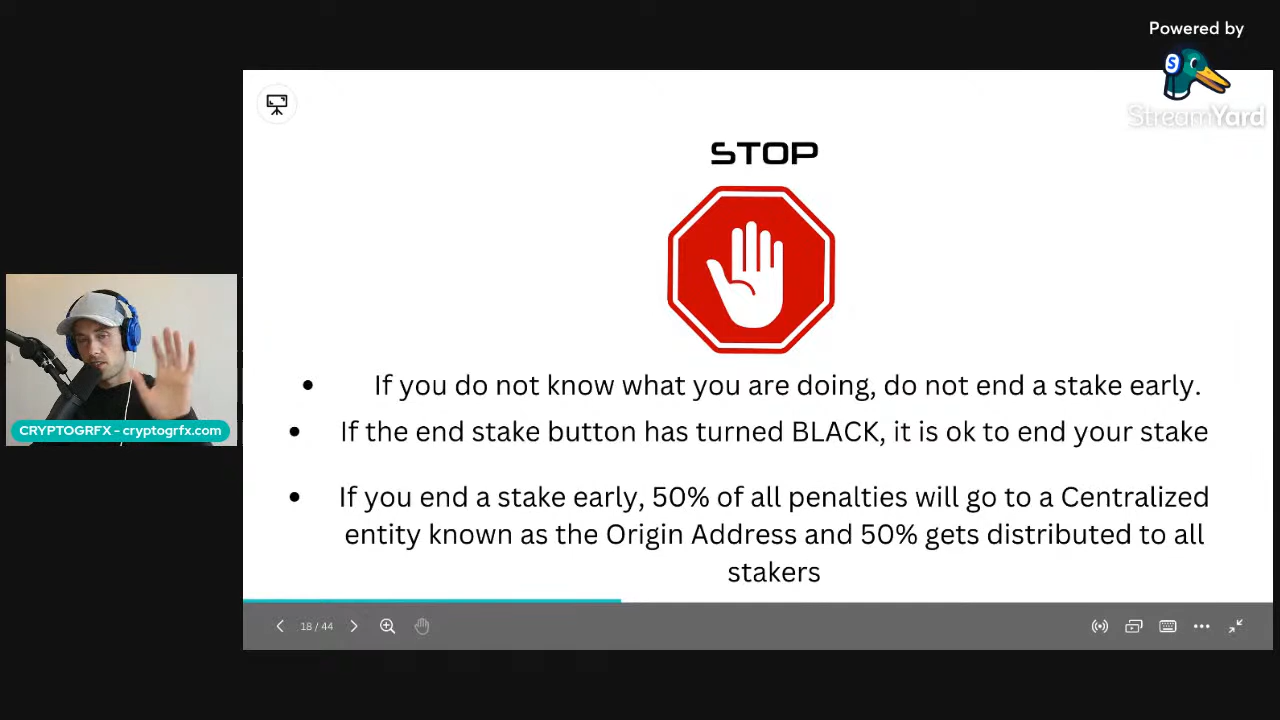 Powered by
StreamYard
STOP
• If you do not know what you are doing, do not end a stake early.
• If the end stake button has turned BLACK, it is ok to end your stake
• If you end a stake early, 50% of all penalties will go to a Centralized
entity known as the Origin Address and 50% gets distributed to all
stakers
CRYPTOGRFX - cryptogrfx.com
18 / 44